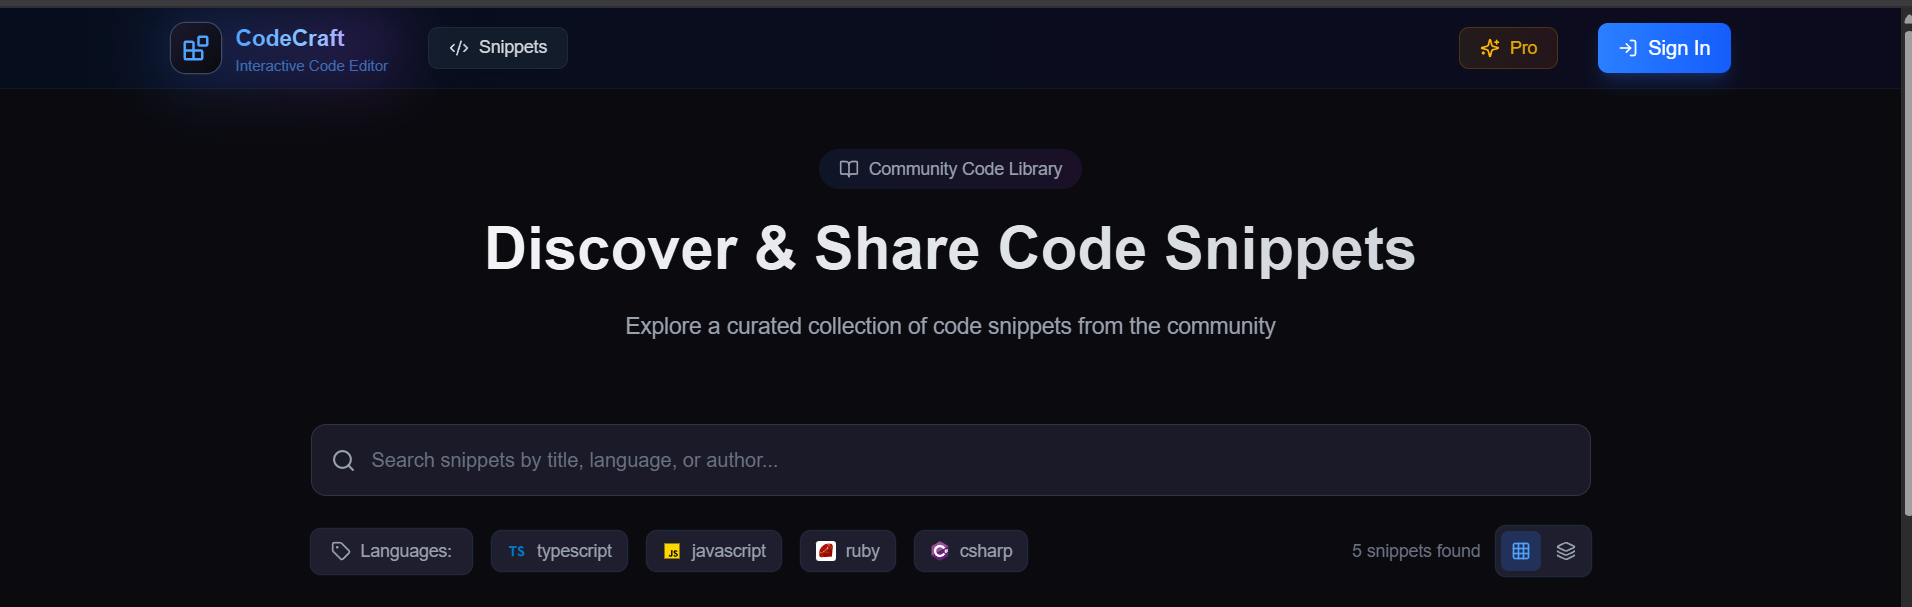 CodeCraft
Interactive Code Editor
Snippets
Pro
Sign In
Community Code Library
Discover & Share Code Snippets
Explore a curated collection of code snippets from the community
Search snippets by title, language, or author...
Languages:
TS typescript
JS javascript
ruby
C# csharp
5 snippets found